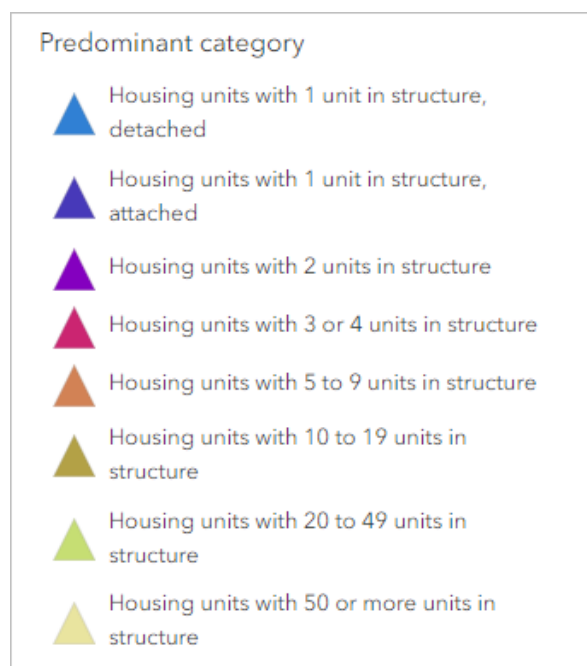 Predominant category
Housing units with 1 unit in structure,
detached
Housing units with 1 unit in structure,
attached
Housing units with 2 units in structure
Housing units with 3 or 4 units in structure
Housing units with 5 to 9 units in structure
Housing units with 10 to 19 units in
structure
Housing units with 20 to 49 units in
structure
Housing units with 50 or more units in
structure